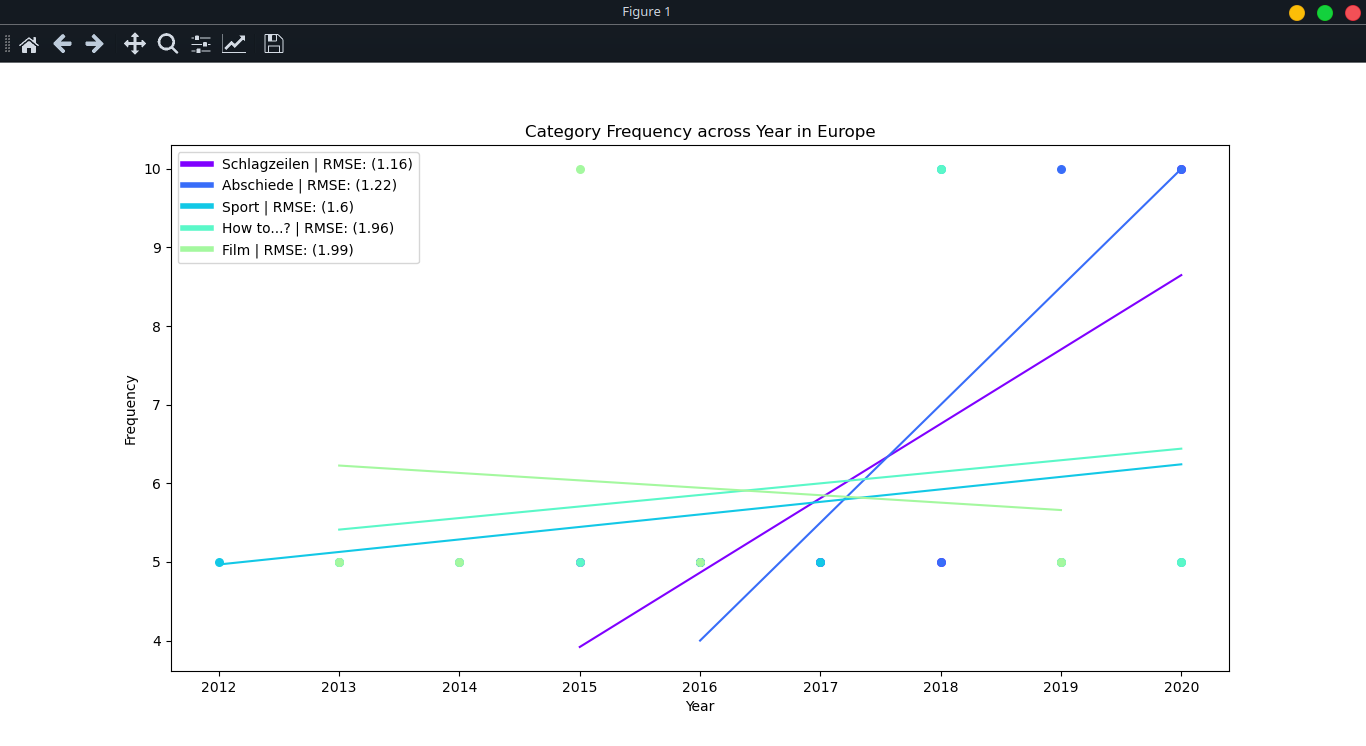 Figure 1
Category Frequency across Year in Europe
Schlagzeilen | RMSE: (1.16)
Abschiede | RMSE: (1.22)
Sport | RMSE: (1.6)
How to...? | RMSE: (1.96)
Film | RMSE: (1.99)
10
9
8
7
6
5
4
Frequency
2012 2013 2014 2015 2016 2017 2018 2019 2020
Year